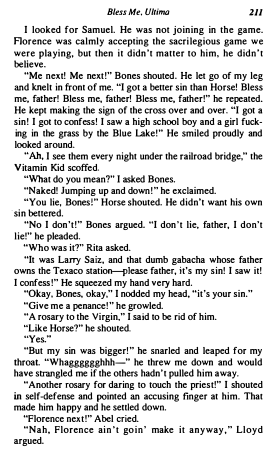 Bless Me, Ultima 211
I looked for Samuel. He was not joining in the game.
Florence was calmly accepting the sacrilegious game we
were playing, but then it didn't matter to him, he didn't
believe.
"Me next! Me next!" Bones shouted. He let go of my leg
and knelt in front of me. "I got a better sin than Horse! Bless
me, father! Bless me, father! Bless me, father!" he repeated.
He kept making the sign of the cross over and over. "I got a
sin! I got to confess! I saw a high school boy and a girl fuck-
ing in the grass by the Blue Lake!" He smiled proudly and
looked around.
"Ah, I see them every night under the railroad bridge," the
Vitamin Kid scoffed.
"What do you mean?" I asked Bones.
"Naked! Jumping up and down!" he exclaimed.
"You lie, Bones!" Horse shouted. He didn't want his own
sin bettered.
"No I don't!" Bones argued. "I don't lie, father, I don't
lie!" he pleaded.
"Who was it?" Rita asked.
"It was Larry Saiz, and that dumb gabacha whose father
owns the Texaco station—please father, it's my sin! I saw it!
I confess!" He squeezed my hand very hard.
"Okay, Bones, okay," I nodded my head, "it's your sin."
"Give me a penance!" he growled.
"A rosary to the Virgin," I said to be rid of him.
"Like Horse?" he shouted.
"Yes."
"But my sin was bigger!" he snarled and leaped for my
throat. "Whagggggghhh—" he threw me down and would
have strangled me if the others hadn't pulled him away.
"Another rosary for daring to touch the priest!" I shouted
in self-defense and pointed an accusing finger at him. That
made him happy and he settled down.
"Florence next!" Abel cried.
"Nah, Florence ain't goin' make it anyway," Lloyd
argued.